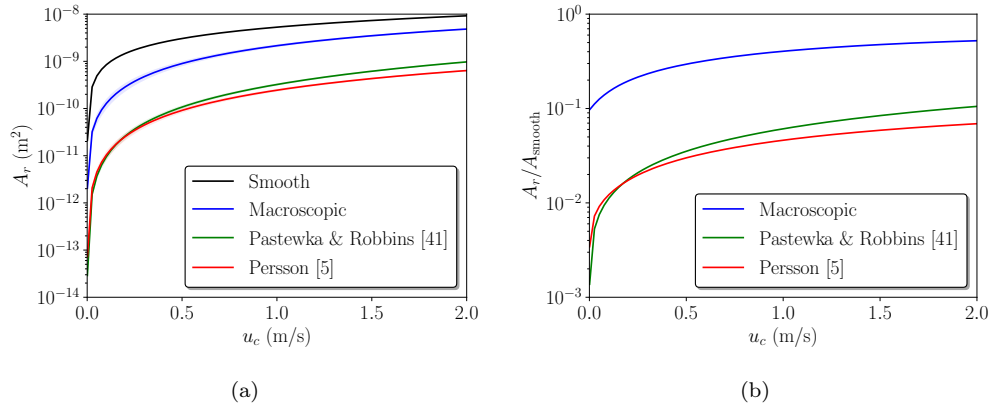 10⁻⁸
10⁻⁹
10⁻¹⁰
10⁻¹¹
10⁻¹²
10⁻¹³
10⁻¹⁴
A_r (m²)
Smooth
Macroscopic
Pastewka & Robbins [41]
Persson [5]
0.0 0.5 1.0 1.5 2.0
u_c (m/s)
(a)
10⁰
10⁻¹
10⁻²
10⁻³
A_r/A_smooth
Macroscopic
Pastewka & Robbins [41]
Persson [5]
0.0 0.5 1.0 1.5 2.0
u_c (m/s)
(b)